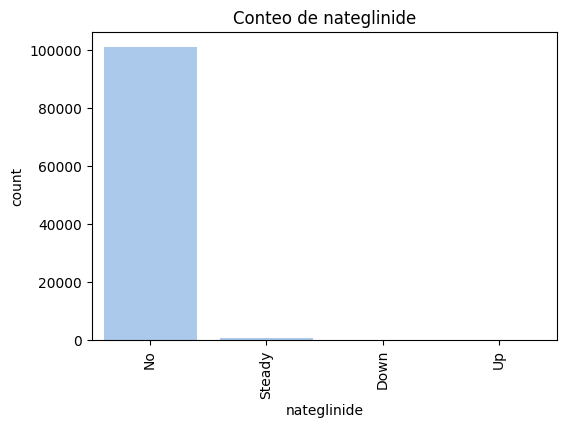 Conteo de nateglinide
100000
80000
60000
40000
20000
0
count
No
Steady
Down
Up
nateglinide